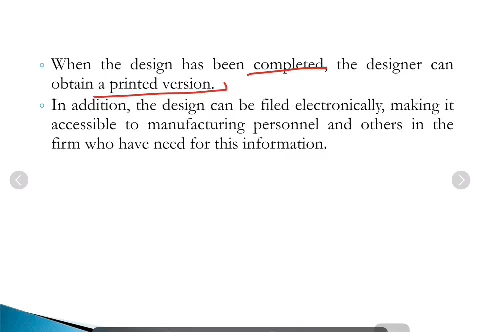 When the design has been completed, the designer can
obtain a printed version.
In addition, the design can be filed electronically, making it
accessible to manufacturing personnel and others in the
firm who have need for this information.